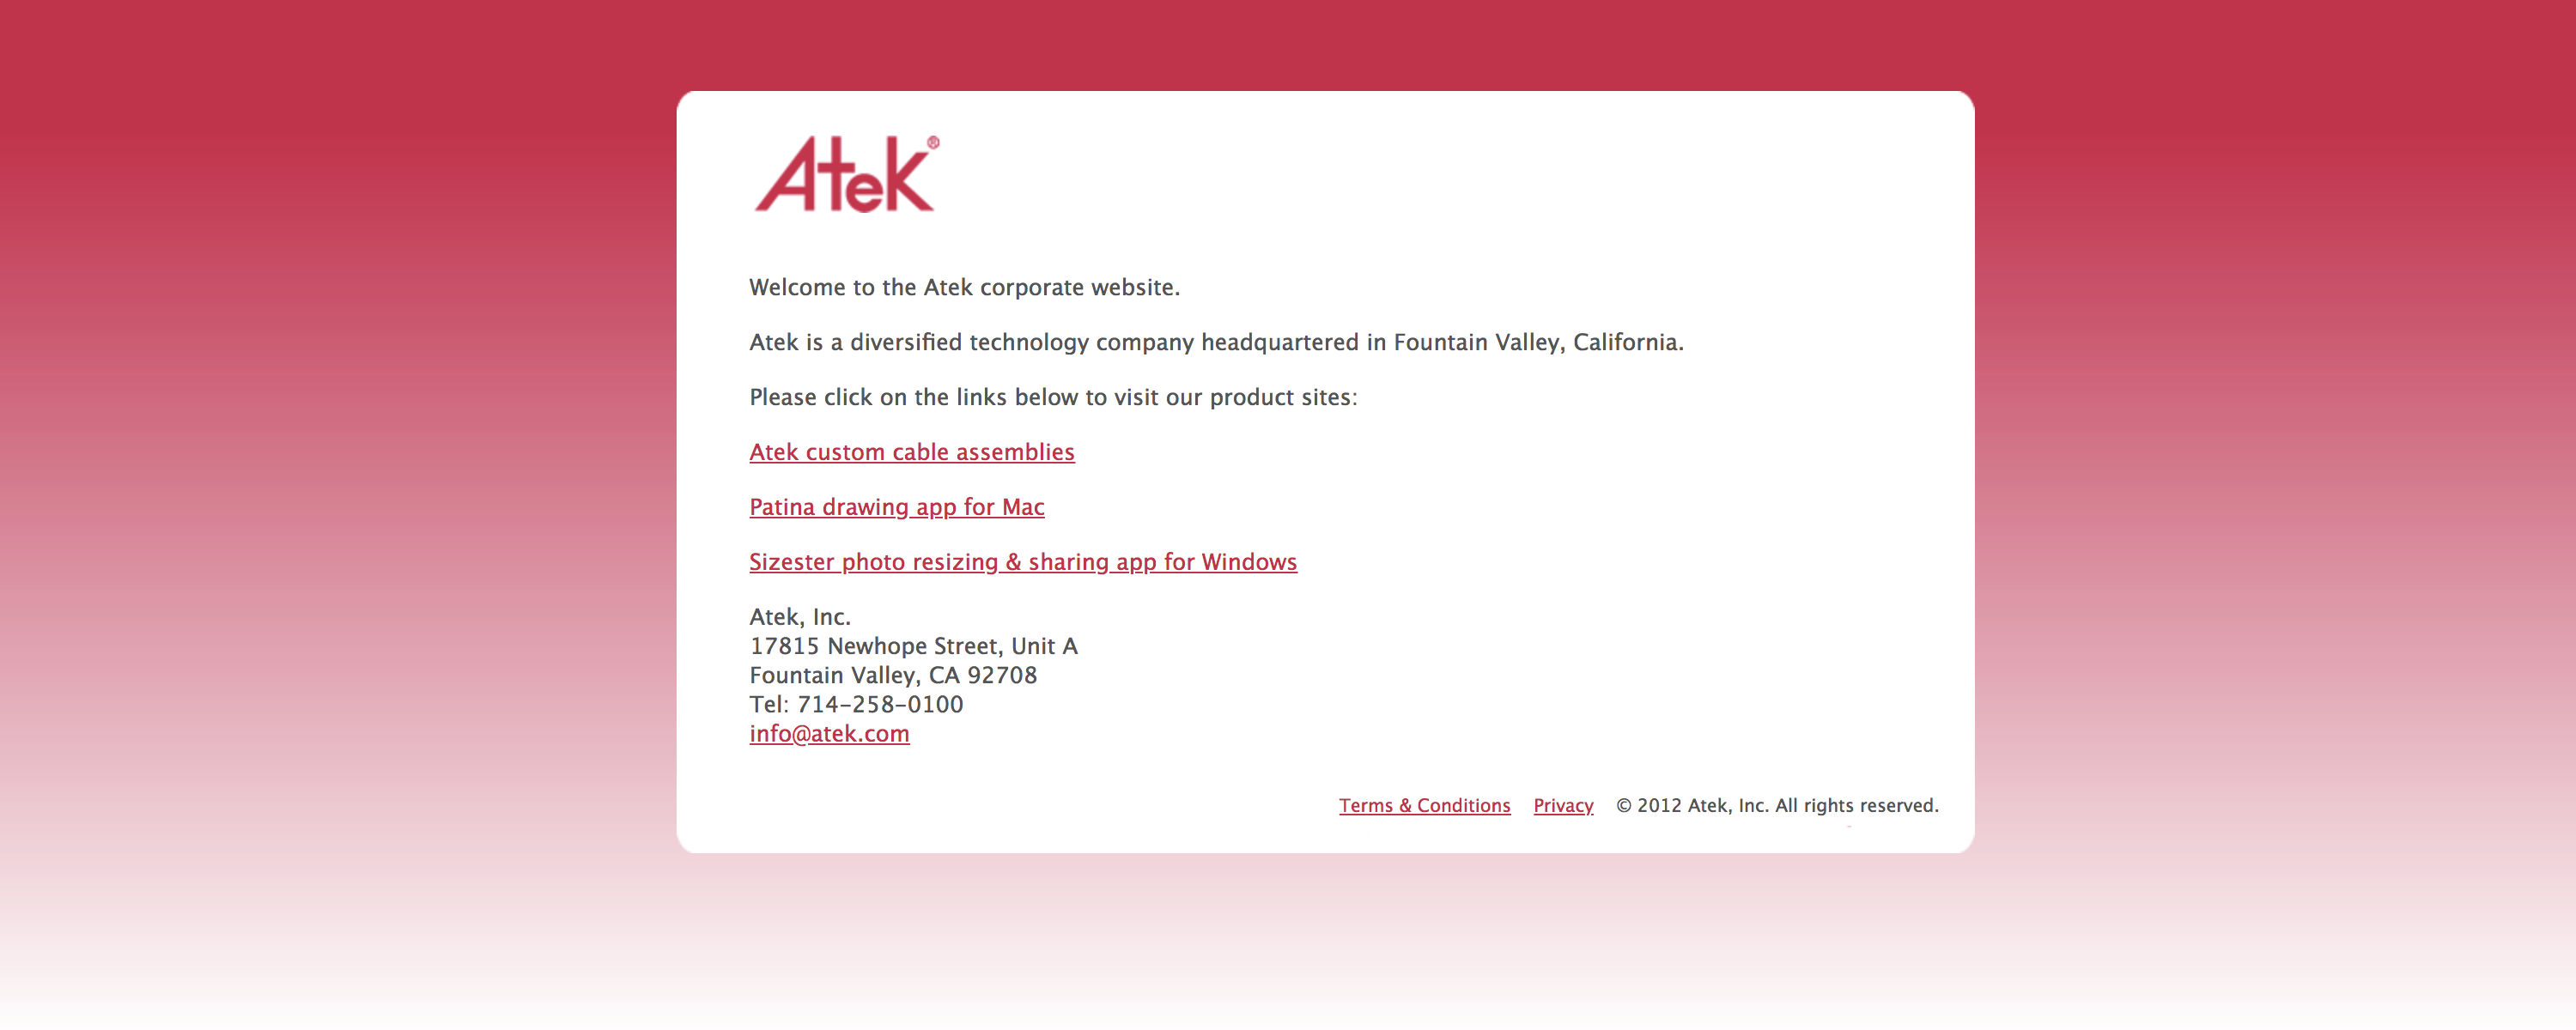 Atek®
Welcome to the Atek corporate website.
Atek is a diversified technology company headquartered in Fountain Valley, California.
Please click on the links below to visit our product sites:
Atek custom cable assemblies
Patina drawing app for Mac
Sizester photo resizing & sharing app for Windows
Atek, Inc.
17815 Newhope Street, Unit A
Fountain Valley, CA 92708
Tel: 714-258-0100
info@atek.com
Terms & Conditions Privacy © 2012 Atek, Inc. All rights reserved.